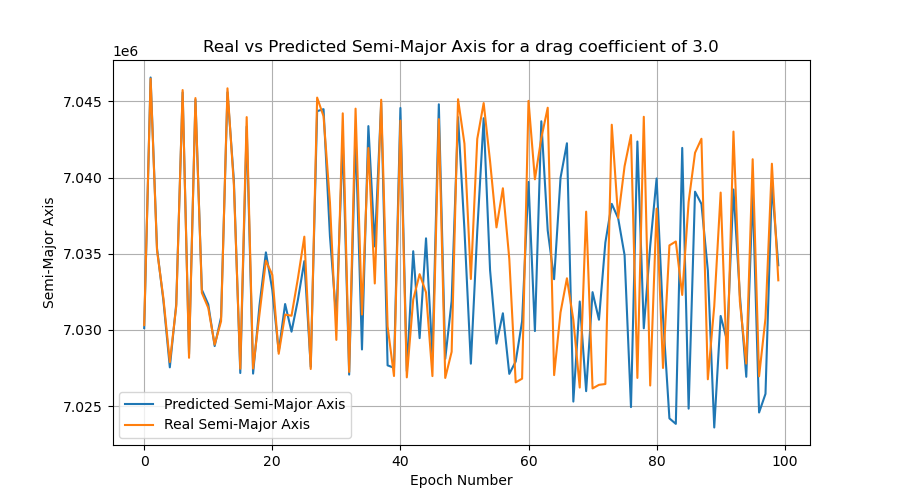 Real vs Predicted Semi-Major Axis for a drag coefficient of 3.0
1e6
7.045
7.040
7.035
7.030
7.025
Semi-Major Axis
Predicted Semi-Major Axis
Real Semi-Major Axis
0 20 40 60 80 100
Epoch Number